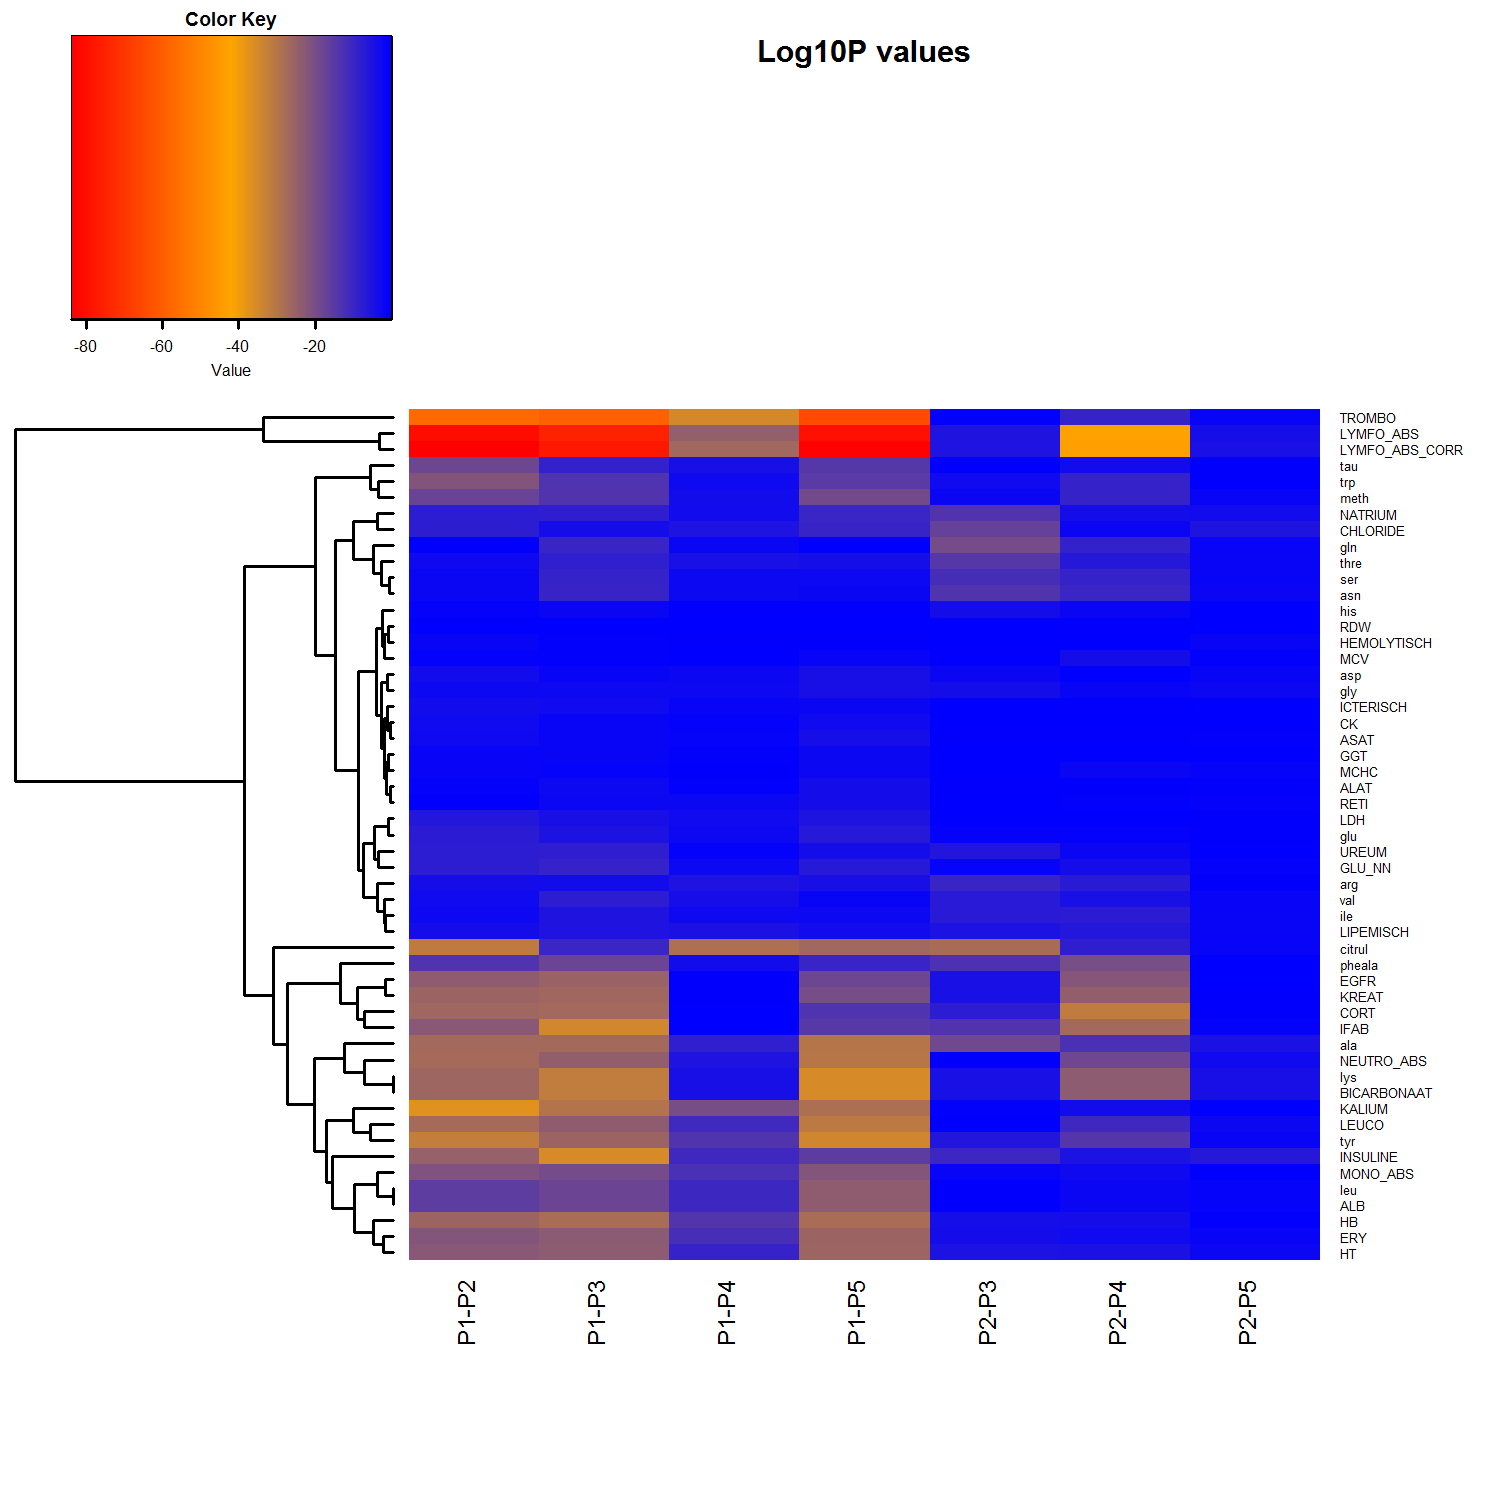 Color Key
Log10P values
-80 -60 -40 -20
Value
TROMBO
LYMFO_ABS
LYMFO_ABS_CORR
tau
trp
meth
NATRIUM
CHLORIDE
gln
thre
ser
asn
his
RDW
HEMOLYTISCH
MCV
asp
gly
ICTERISCH
CK
ASAT
GGT
MCHC
ALAT
RETI
LDH
glu
UREUM
GLU_NN
arg
val
ile
LIPEMISCH
citrul
pheala
EGFR
KREAT
CORT
IFAB
ala
NEUTRO_ABS
lys
BICARBONAAT
KALIUM
LEUCO
tyr
INSULINE
MONO_ABS
leu
ALB
HB
ERY
HT
P1-P2 P1-P3 P1-P4 P1-P5 P2-P3 P2-P4 P2-P5